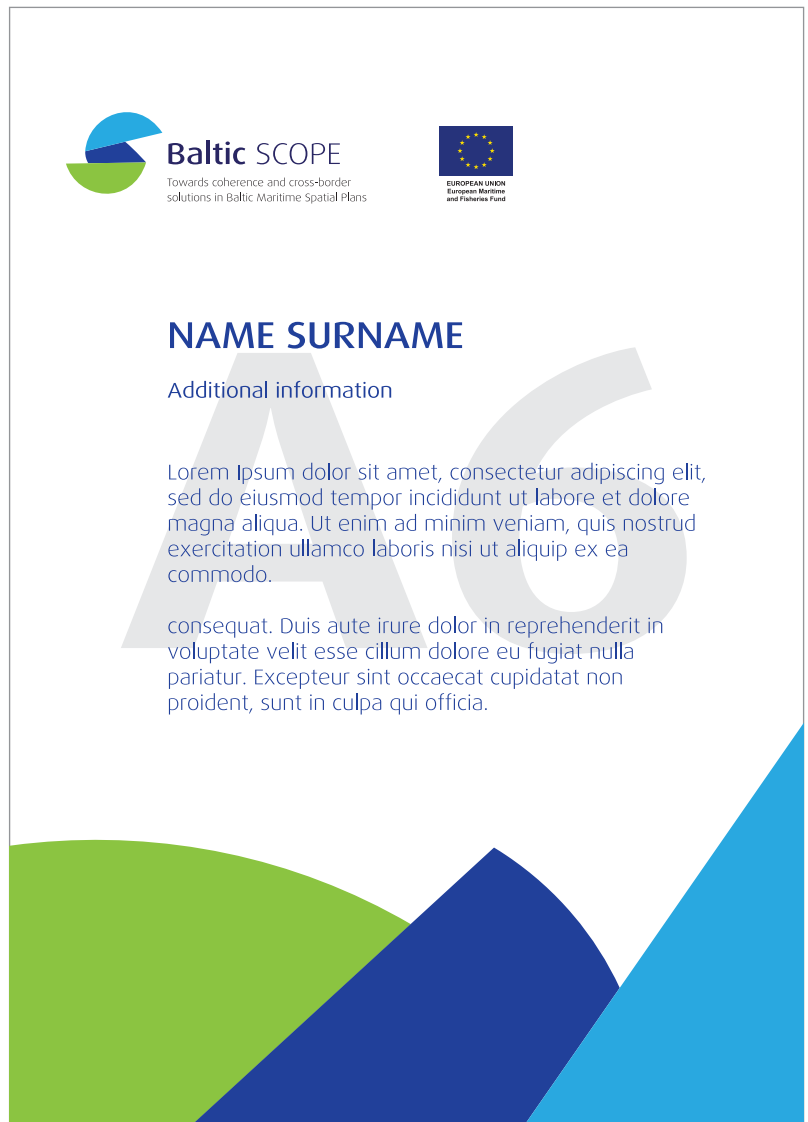 Baltic SCOPE
Towards coherence and cross-border
solutions in Baltic Maritime Spatial Plans
EUROPEAN UNION
European Maritime
and Fisheries Fund
NAME SURNAME
Additional information
A6
Lorem Ipsum dolor sit amet, consectetur adipiscing elit,
sed do eiusmod tempor incididunt ut labore et dolore
magna aliqua. Ut enim ad minim veniam, quis nostrud
exercitation ullamco laboris nisi ut aliquip ex ea
commodo.
consequat. Duis aute irure dolor in reprehenderit in
voluptate velit esse cillum dolore eu fugiat nulla
pariatur. Excepteur sint occaecat cupidatat non
proident, sunt in culpa qui officia.